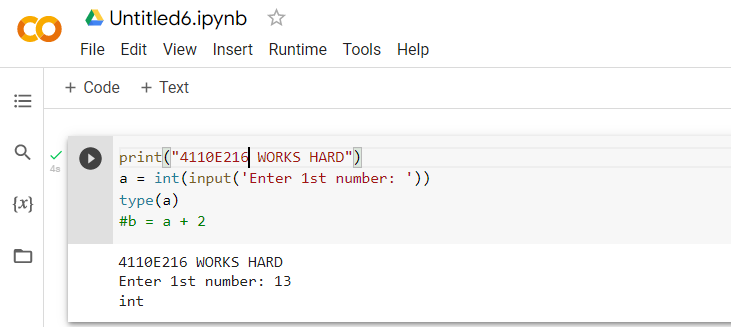 Untitled6.ipynb
File Edit View Insert Runtime Tools Help
+ Code + Text
{x}
4s
print("4110E216 WORKS HARD")
a = int(input('Enter 1st number: '))
type(a)
#b = a + 2
4110E216 WORKS HARD
Enter 1st number: 13
int